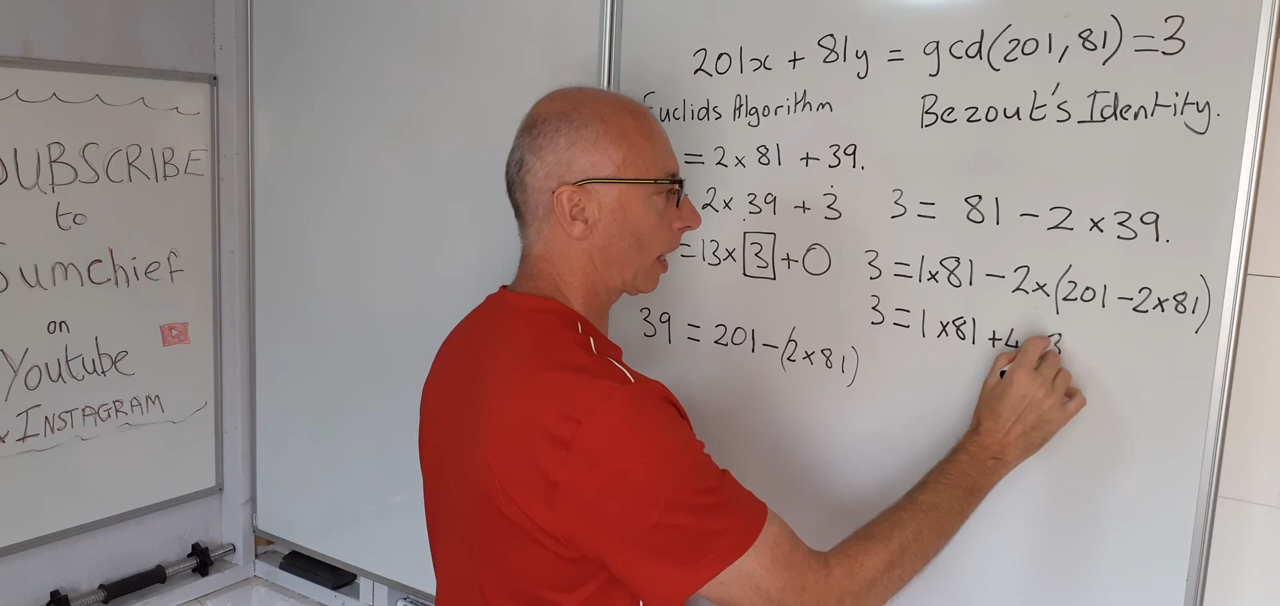 SUBSCRIBE
to
Sumchief
on
Youtube
INSTAGRAM
201x + 81y = gcd(201, 81) = 3
Euclids Algorithm
Bezout's Identity.
= 2 x 81 + 39.
2 x 39 + 3
3 = 81 - 2 x 39.
= 13 x 3 + 0
3 = 1 x 81 - 2 x (201 - 2 x 81)
39 = 201 - (2 x 81)
3 = 1 x 81 + 4